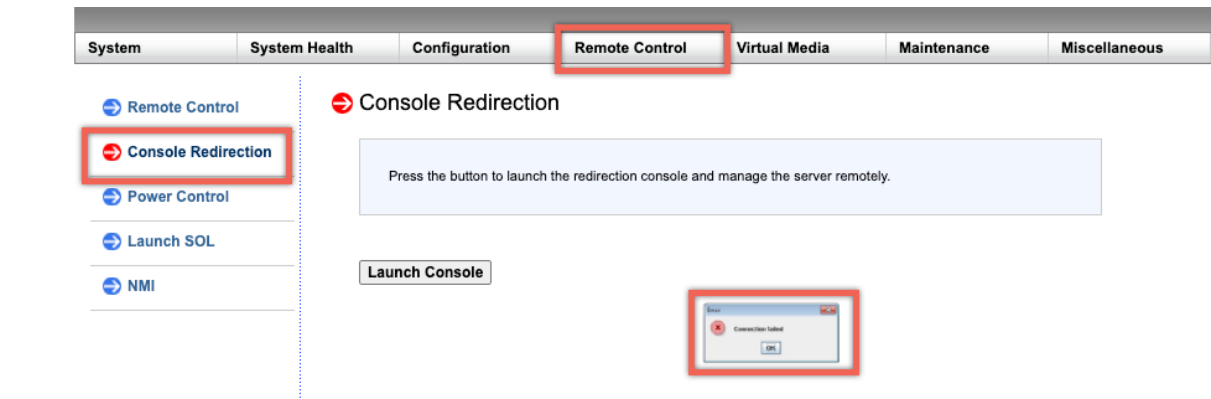 System System Health Configuration Remote Control Virtual Media Maintenance Miscellaneous
Remote Control
Console Redirection
Power Control
Launch SOL
NMI
Console Redirection
Press the button to launch the redirection console and manage the server remotely.
Launch Console
Error
Connection failed
OK